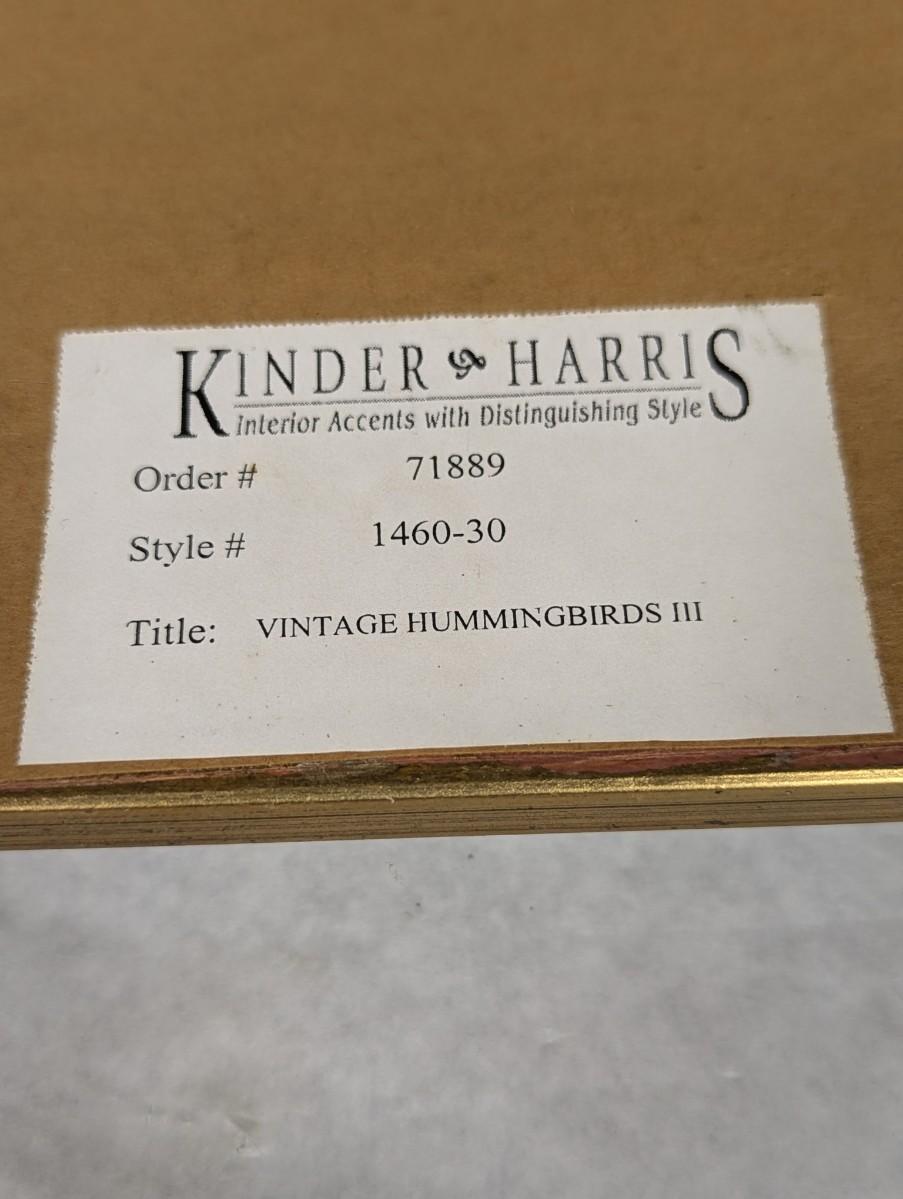 KINDER & HARRIS
Interior Accents with Distinguishing Style
Order # 71889
Style # 1460-30
Title: VINTAGE HUMMINGBIRDS III